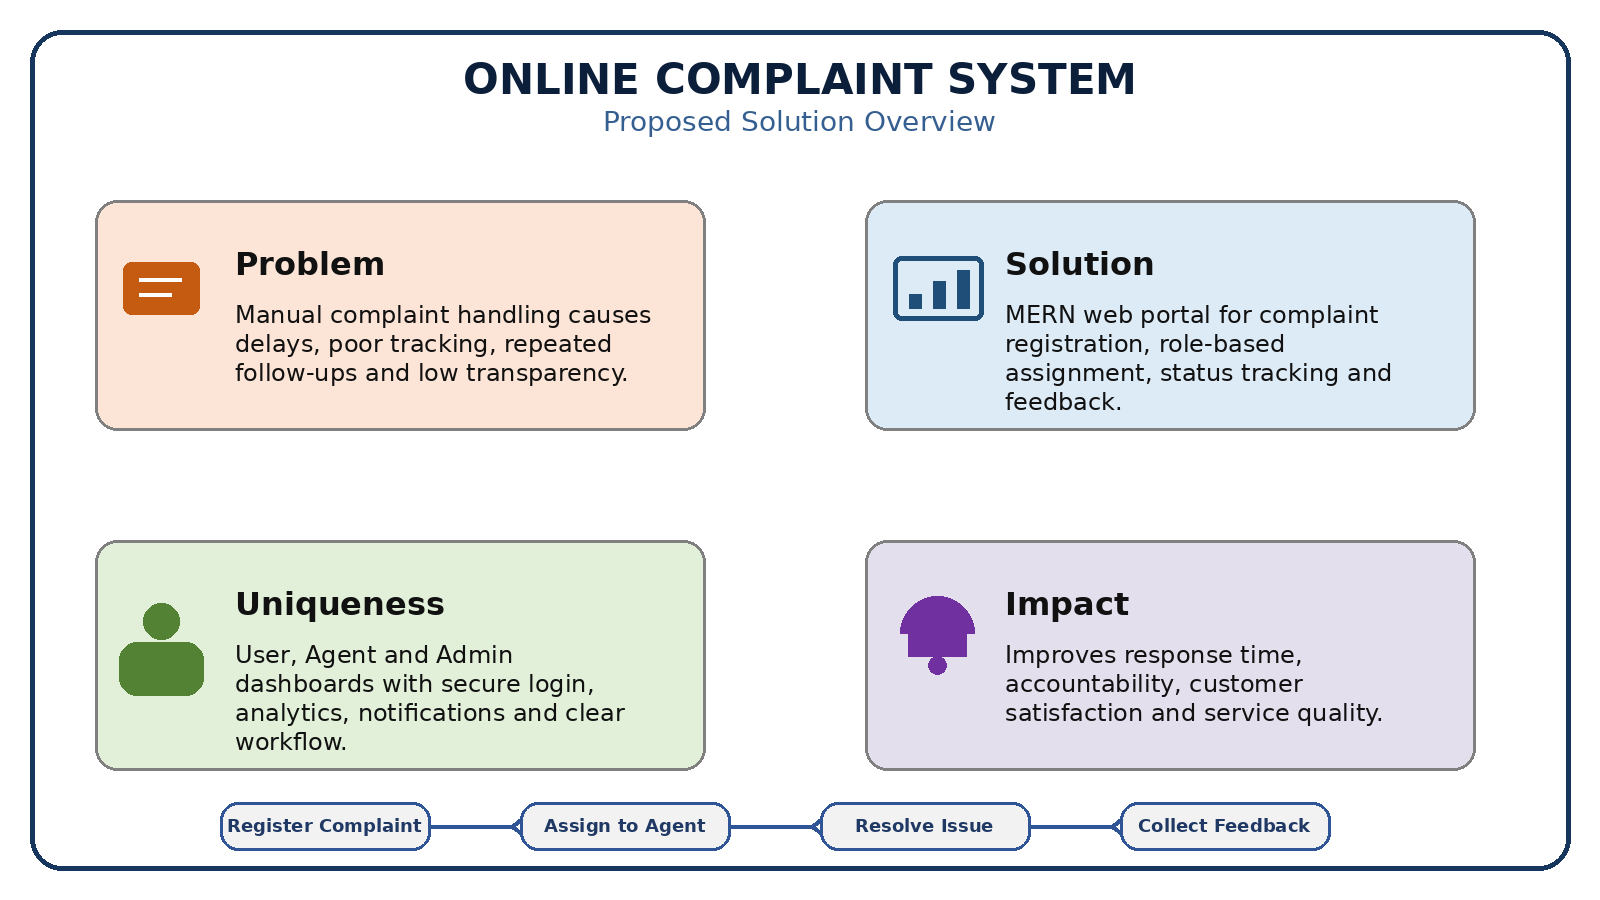 ONLINE COMPLAINT SYSTEM
Proposed Solution Overview
Problem
Manual complaint handling causes
delays, poor tracking, repeated
follow-ups and low transparency.
Solution
MERN web portal for complaint
registration, role-based
assignment, status tracking and
feedback.
Uniqueness
User, Agent and Admin
dashboards with secure login,
analytics, notifications and clear
workflow.
Impact
Improves response time,
accountability, customer
satisfaction and service quality.
Register Complaint
Assign to Agent
Resolve Issue
Collect Feedback